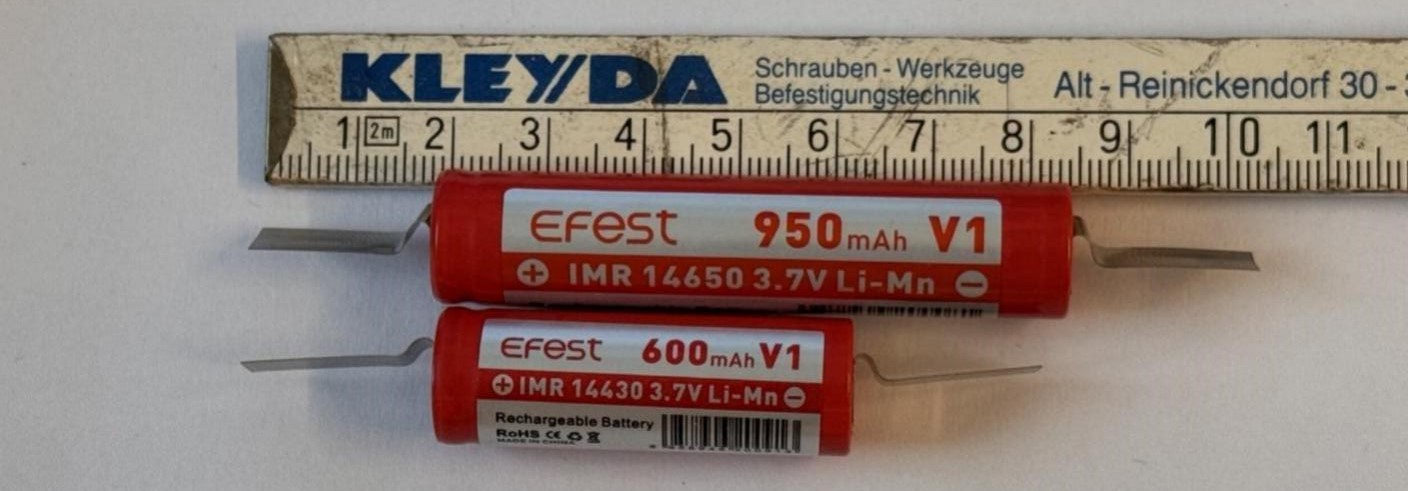 KLEYDA
Schrauben - Werkzeuge
Befestigungstechnik
Alt - Reinickendorf 30 -
1 2m 2 3 4 5 6 7 8 9 10 11
EFEST 950mAh V1
+ IMR 14650 3.7V Li-Mn −
EFEST 600mAh V1
+ IMR 14430 3.7V Li-Mn −
Rechargeable Battery
RoHS CE
MADE IN CHINA